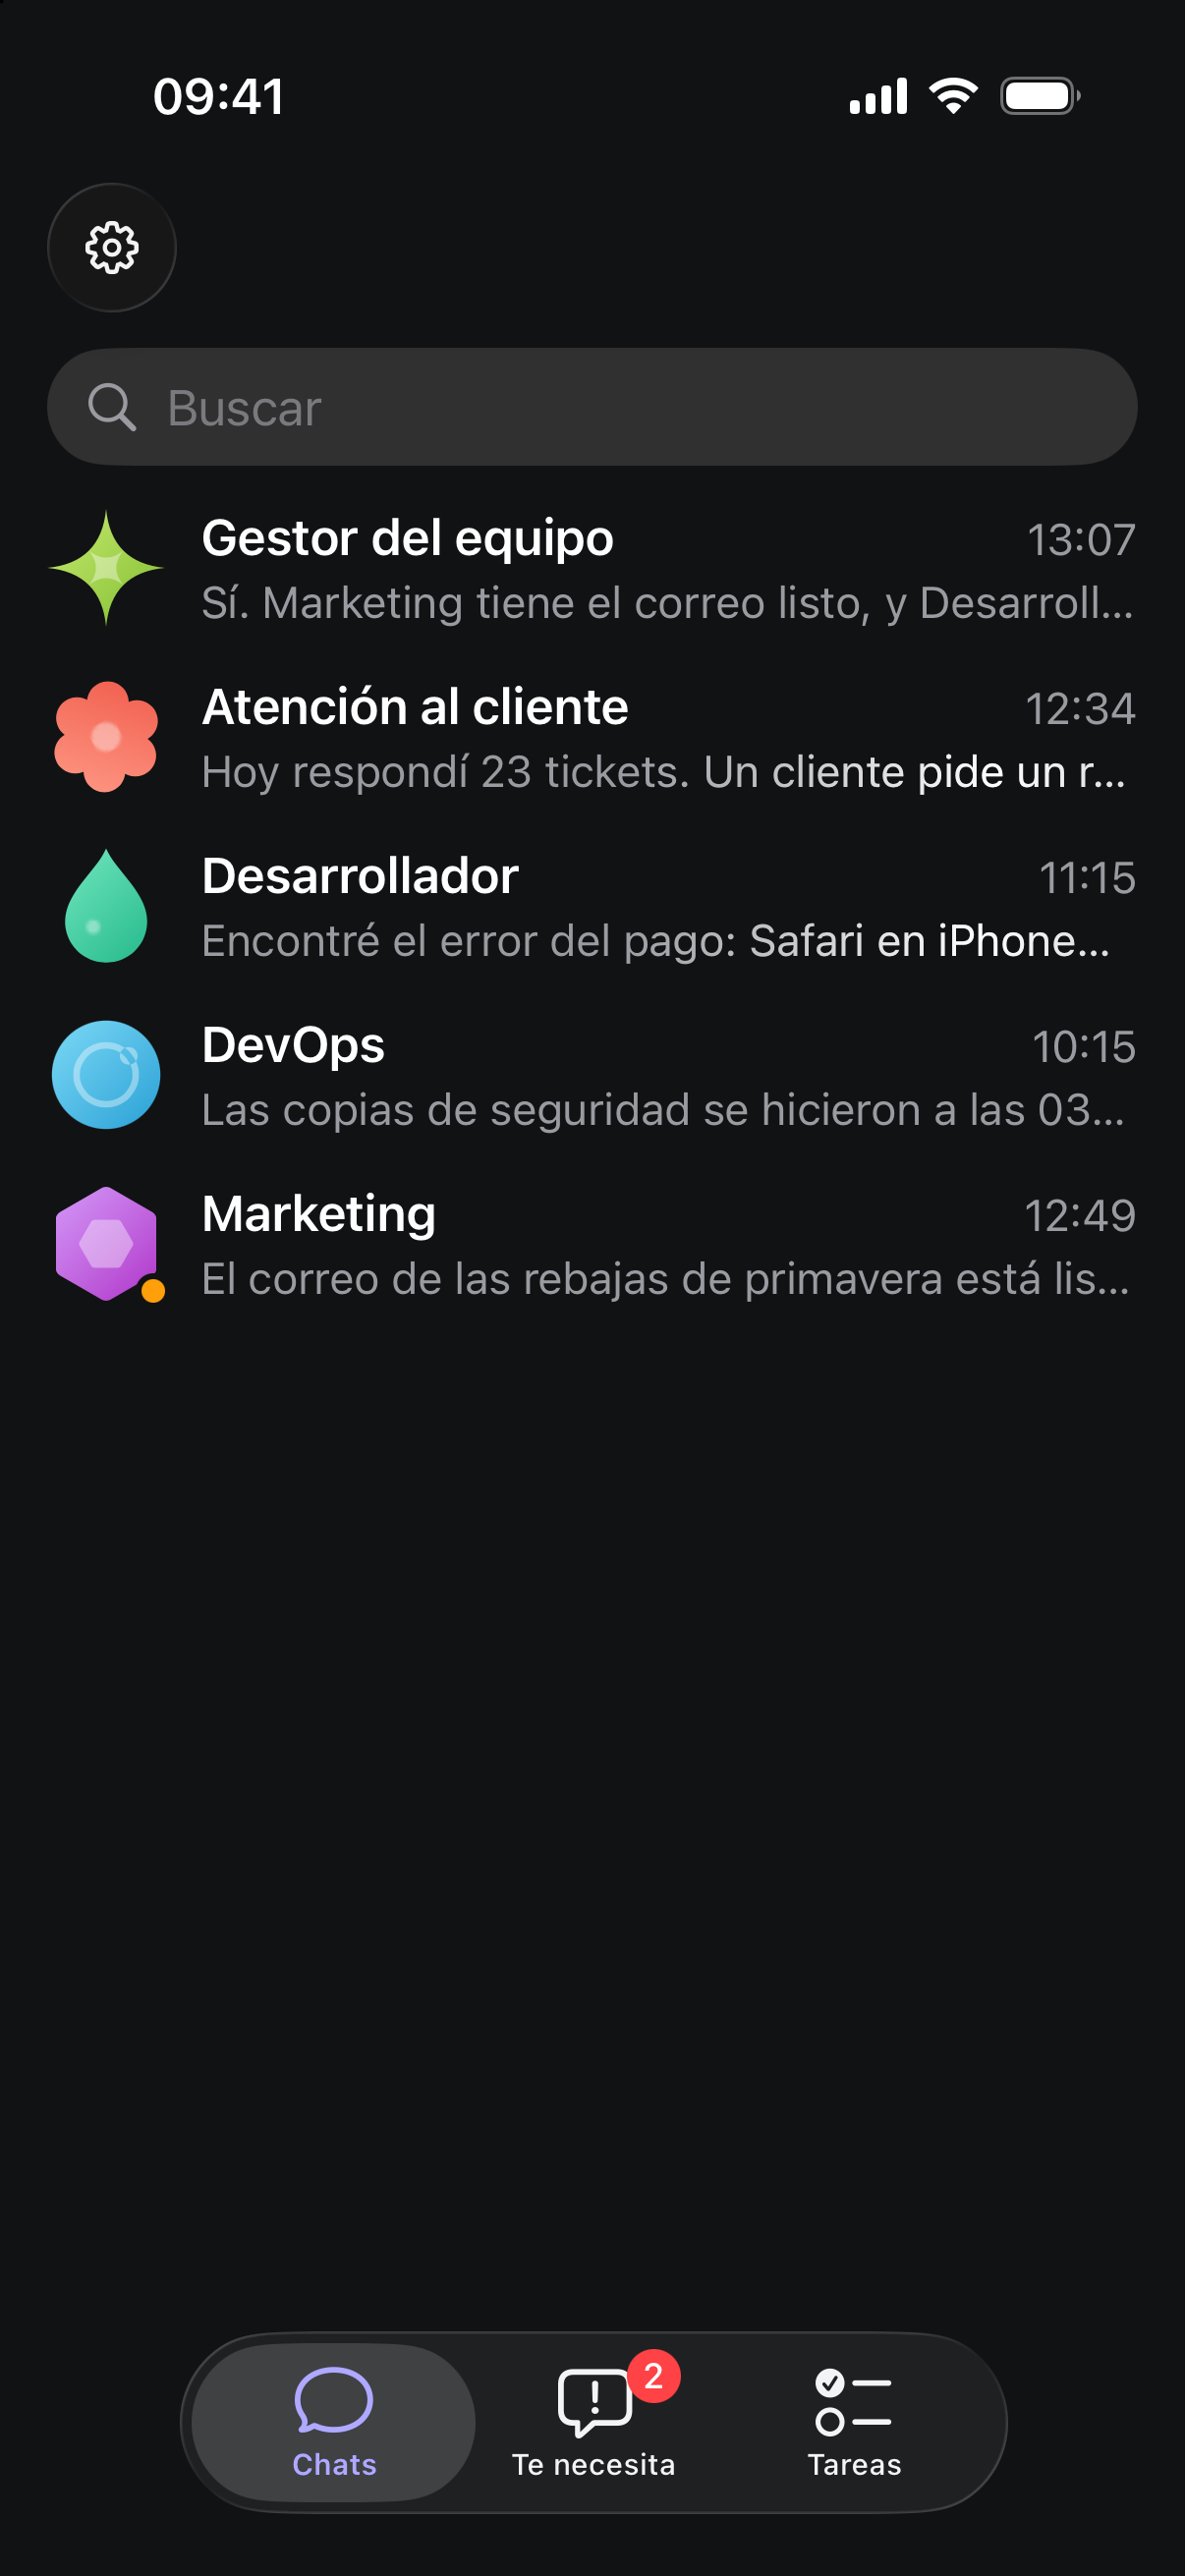 09:41
Buscar
Gestor del equipo 13:07
Sí. Marketing tiene el correo listo, y Desarroll...
Atención al cliente 12:34
Hoy respondí 23 tickets. Un cliente pide un r...
Desarrollador 11:15
Encontré el error del pago: Safari en iPhone...
DevOps 10:15
Las copias de seguridad se hicieron a las 03...
Marketing 12:49
El correo de las rebajas de primavera está lis...
2
Chats Te necesita Tareas